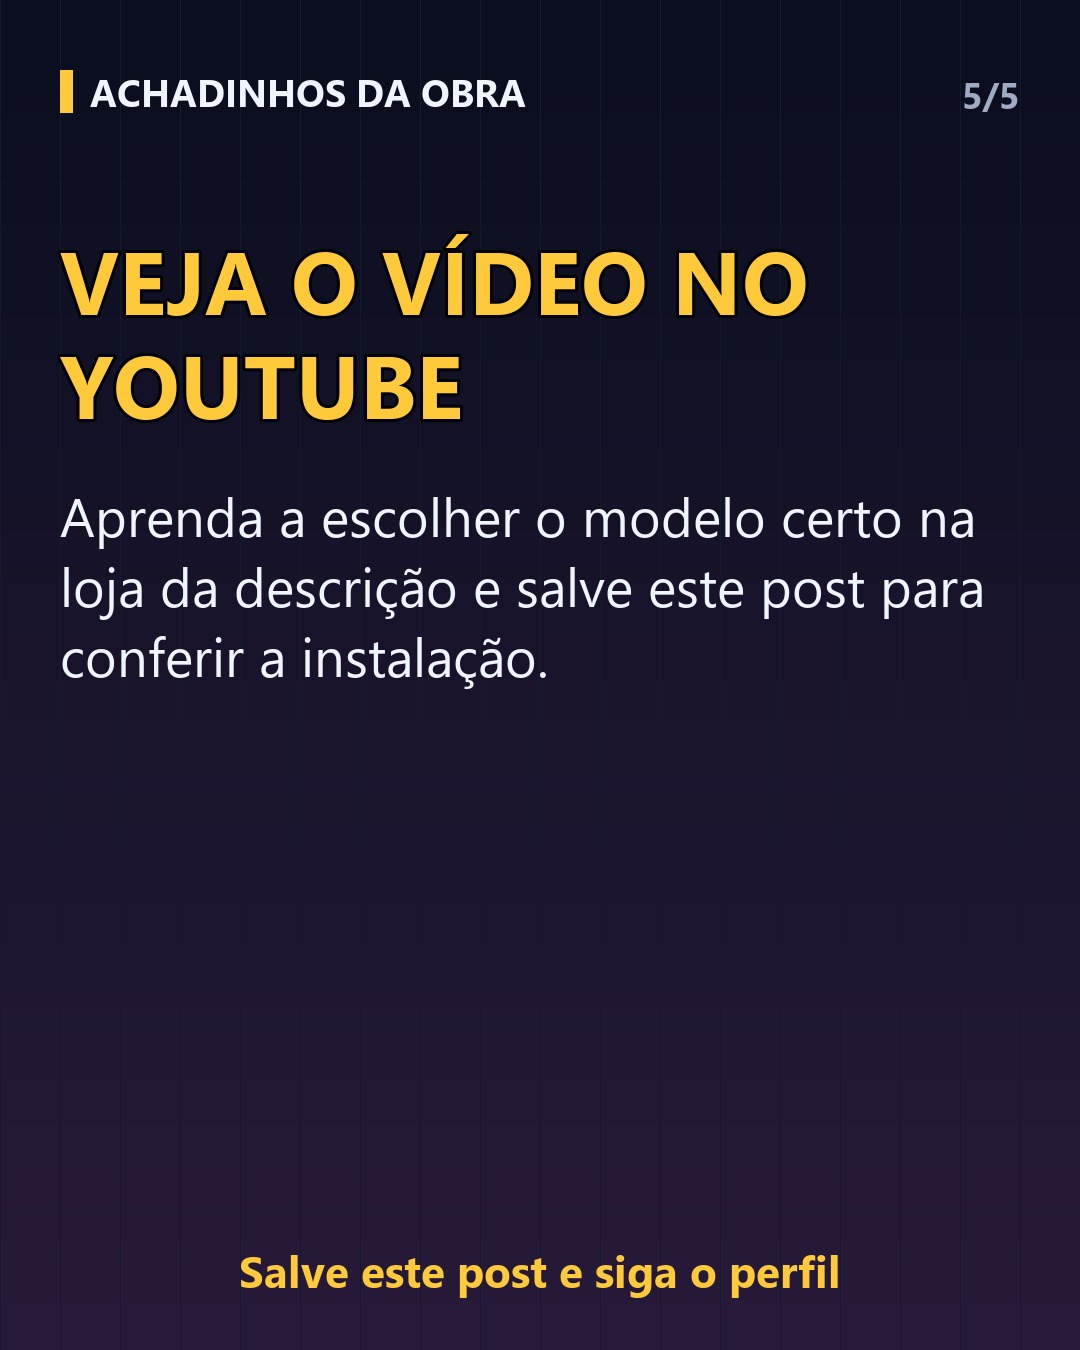 ACHADINHOS DA OBRA
5/5
VEJA O VÍDEO NO
YOUTUBE
Aprenda a escolher o modelo certo na
loja da descrição e salve este post para
conferir a instalação.
Salve este post e siga o perfil